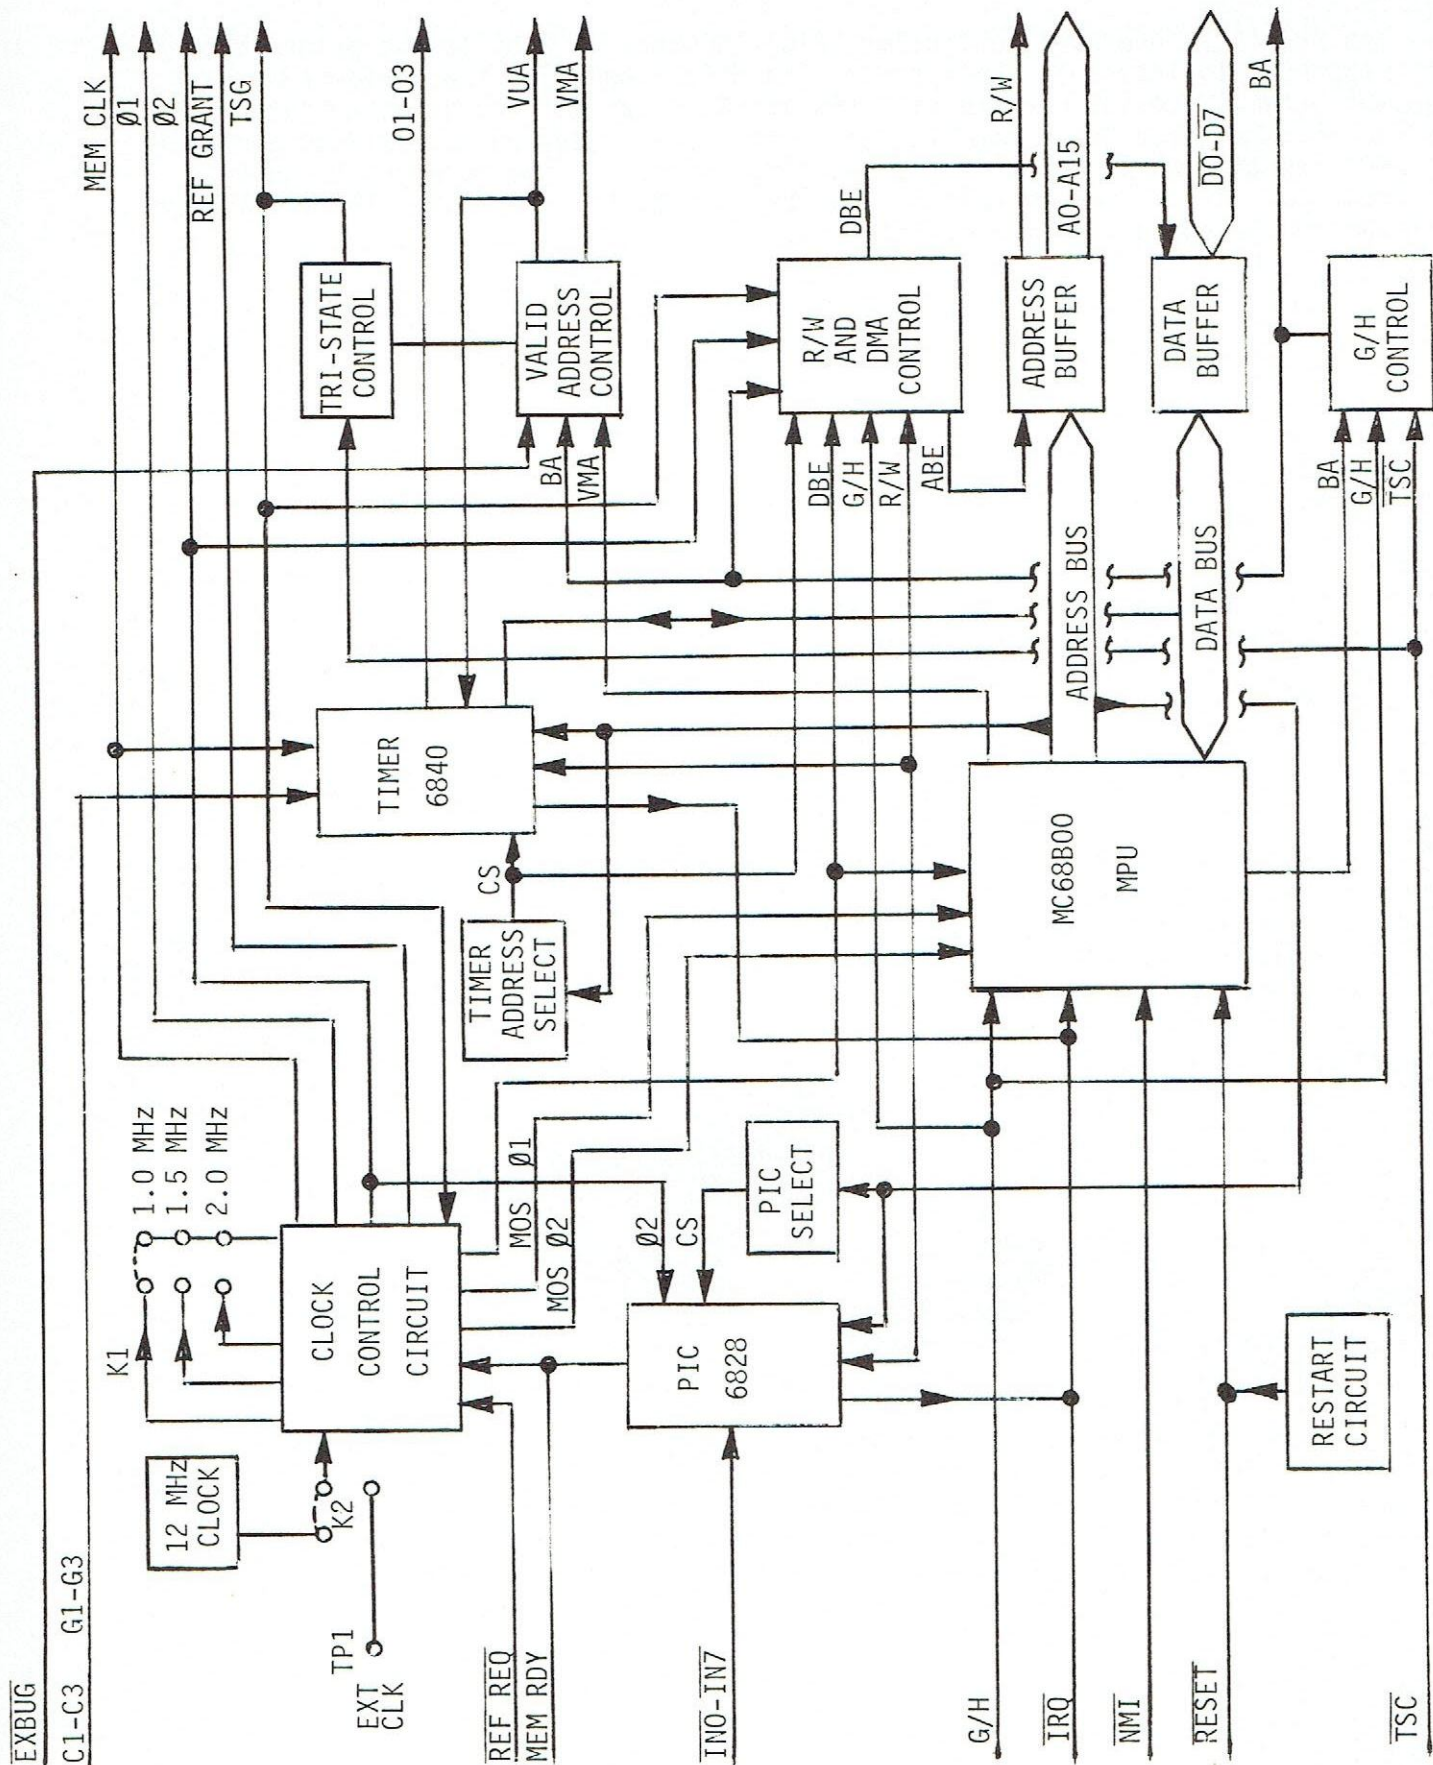 EXBUG
C1-C3 G1-G3
12 MHz
CLOCK
K2
TP1
EXT
CLK
K1
1.0 MHz
1.5 MHz
2.0 MHz
CLOCK
CONTROL
CIRCUIT
REF REQ
MEM RDY
MOS Ø1
MOS Ø2
MEM CLK
Ø1
Ø2
REF GRANT
TSG
TRI-STATE
CONTROL
TIMER
6840
O1-O3
TIMER
ADDRESS
SELECT
CS
VALID
ADDRESS
CONTROL
BA
VMA
VUA
VMA
PIC
6828
Ø2
CS
PIC
SELECT
IN0-IN7
R/W
AND
DMA
CONTROL
DBE
G/H
R/W
ABE
DBE
MC68B00
MPU
ADDRESS BUS
DATA BUS
ADDRESS
BUFFER
R/W
A0-A15
DATA
BUFFER
D0-D7
BA
G/H
IRQ
NMI
RESET
RESTART
CIRCUIT
BA
G/H
TSC
G/H
CONTROL
TSC